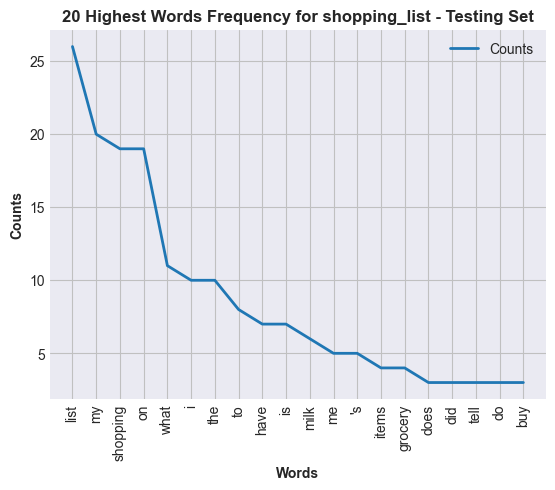 20 Highest Words Frequency for shopping_list - Testing Set
Counts
Counts
25
20
15
10
5
list
my
shopping
on
what
i
the
to
have
is
milk
me
's
items
grocery
does
did
tell
do
buy
Words